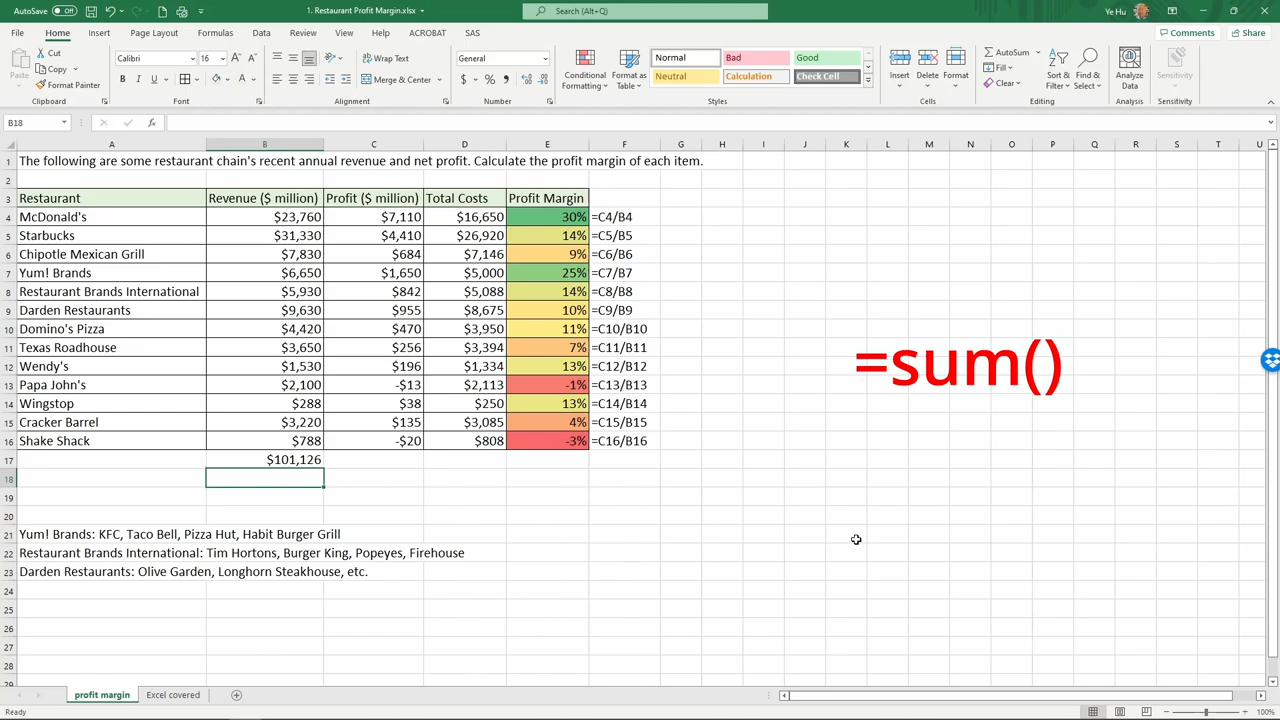 AutoSave Off 1. Restaurant Profit Margin.xlsx Search (Alt+Q) Ye Hu
File Home Insert Page Layout Formulas Data Review View Help ACROBAT SAS Comments Share
Paste Cut Copy Format Painter Clipboard
Calibri 16 B I U A Font
Wrap Text Merge & Center Alignment
General $ % Number
Conditional Formatting Format as Table Normal Bad Good Neutral Calculation Check Cell Styles
Insert Delete Format Cells
AutoSum Fill Clear Sort & Filter Find & Select Editing
Analyze Data Analysis
Sensitivity Sensitivity
B18 fx
A B C D E F G H I J K L M N O P Q R S T U
1 The following are some restaurant chain's recent annual revenue and net profit. Calculate the profit margin of each item.
2
3 Restaurant Revenue ($ million) Profit ($ million) Total Costs Profit Margin
4 McDonald's $23,760 $7,110 $16,650 30% =C4/B4
5 Starbucks $31,330 $4,410 $26,920 14% =C5/B5
6 Chipotle Mexican Grill $7,830 $684 $7,146 9% =C6/B6
7 Yum! Brands $6,650 $1,650 $5,000 25% =C7/B7
8 Restaurant Brands International $5,930 $842 $5,088 14% =C8/B8
9 Darden Restaurants $9,630 $955 $8,675 10% =C9/B9
10 Domino's Pizza $4,420 $470 $3,950 11% =C10/B10
11 Texas Roadhouse $3,650 $256 $3,394 7% =C11/B11
12 Wendy's $1,530 $196 $1,334 13% =C12/B12
13 Papa John's $2,100 -$13 $2,113 -1% =C13/B13
14 Wingstop $288 $38 $250 13% =C14/B14
15 Cracker Barrel $3,220 $135 $3,085 4% =C15/B15
16 Shake Shack $788 -$20 $808 -3% =C16/B16
17 $101,126
=sum()
18
19
20
21 Yum! Brands: KFC, Taco Bell, Pizza Hut, Habit Burger Grill
22 Restaurant Brands International: Tim Hortons, Burger King, Popeyes, Firehouse
23 Darden Restaurants: Olive Garden, Longhorn Steakhouse, etc.
24
25
26
27
28
profit margin Excel covered
Ready 100%